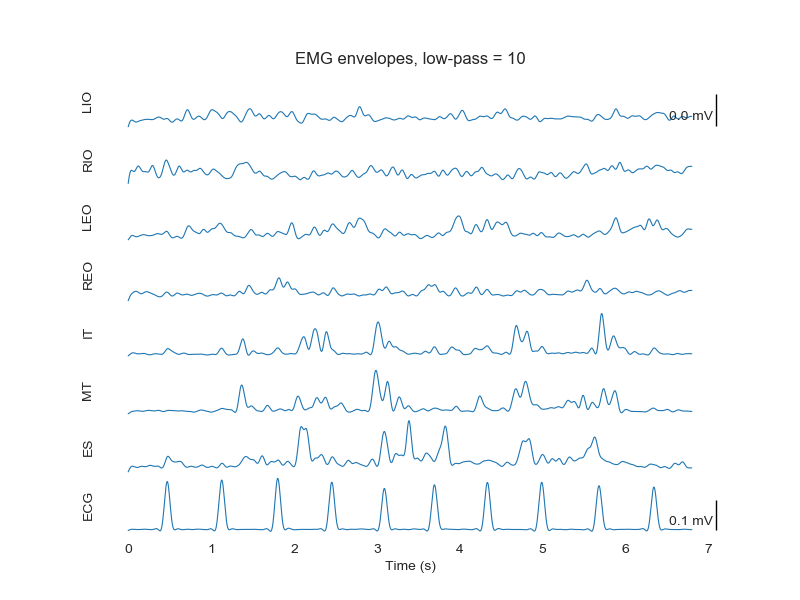 EMG envelopes, low-pass = 10
LIO
0.0 mV
RIO
LEO
REO
IT
MT
ES
ECG
0.1 mV
0 1 2 3 4 5 6 7
Time (s)